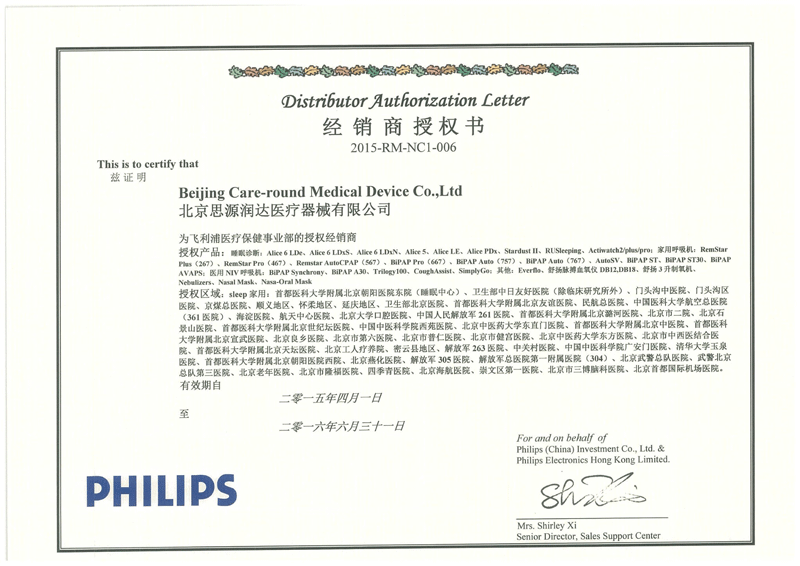 Distributor Authorization Letter
经销商授权书
2015-RM-NC1-006
This is to certify that
兹证明
Beijing Care-round Medical Device Co.,Ltd
北京思源润达医疗器械有限公司
为飞利浦医疗保健事业部的授权经销商
授权产品：睡眠诊断：Alice 6 LDe、Alice 6 LDxS、Alice 6 LDxN、Alice 5、Alice LE、Alice PDx、Stardust II、RUSleeping、Actiwatch2/plus/pro；家用呼吸机：RemStar
Plus（267）、RemStar Pro（467）、Remstar AutoCPAP（567）、BiPAP Pro（667）、BiPAP Auto（757）、BiPAP Auto（767）、AutoSV、BiPAP ST、BiPAP ST30、BiPAP
AVAPS；医用 NIV 呼吸机：BiPAP Synchrony、BiPAP A30、Trilogy100、CoughAssist、SimplyGo；其他：Everflo、舒扬脉搏血氧仪 DB12,DB18、舒扬 3 升制氧机、
Nebulizers、Nasal Mask、Nasa-Oral Mask
授权区域：sleep 家用：首都医科大学附属北京朝阳医院东院（睡眠中心）、卫生部中日友好医院（除临床研究所外）、门头沟中医院、门头沟区
医院、京煤总医院、顺义地区、怀柔地区、延庆地区、卫生部北京医院、首都医科大学附属北京友谊医院、民航总医院、中国医科大学航空总医院
（361 医院）、海淀医院、航天中心医院、北京大学口腔医院、中国人民解放军 261 医院、首都医科大学附属北京潞河医院、北京市二院、北京石
景山医院、首都医科大学附属北京世纪坛医院、中国中医科学院西苑医院、北京中医药大学东直门医院、首都医科大学附属北京中医院、首都医科
大学附属北京宣武医院、北京良乡医院、北京市第六医院、北京市普仁医院、北京市健宫医院、北京中医药大学东方医院、北京市中西医结合医
院、首都医科大学附属北京天坛医院、北京工人疗养院、密云县地区、解放军 263 医院、中关村医院、中国中医科学院广安门医院、清华大学玉泉
医院、首都医科大学附属北京朝阳医院西院、北京燕化医院、解放军 305 医院、解放军总医院第一附属医院（304）、北京武警总队医院、武警北京
总队第三医院、北京老年医院、北京市隆福医院、四季青医院、北京海航医院、崇文区第一医院、北京市三博脑科医院、北京首都国际机场医院。
有效期自
二零一五年四月一日
至
二零一六年六月三十一日
For and on behalf of
Philips (China) Investment Co., Ltd. &
Philips Electronics Hong Kong Limited.
PHILIPS
Mrs. Shirley Xi
Senior Director, Sales Support Center